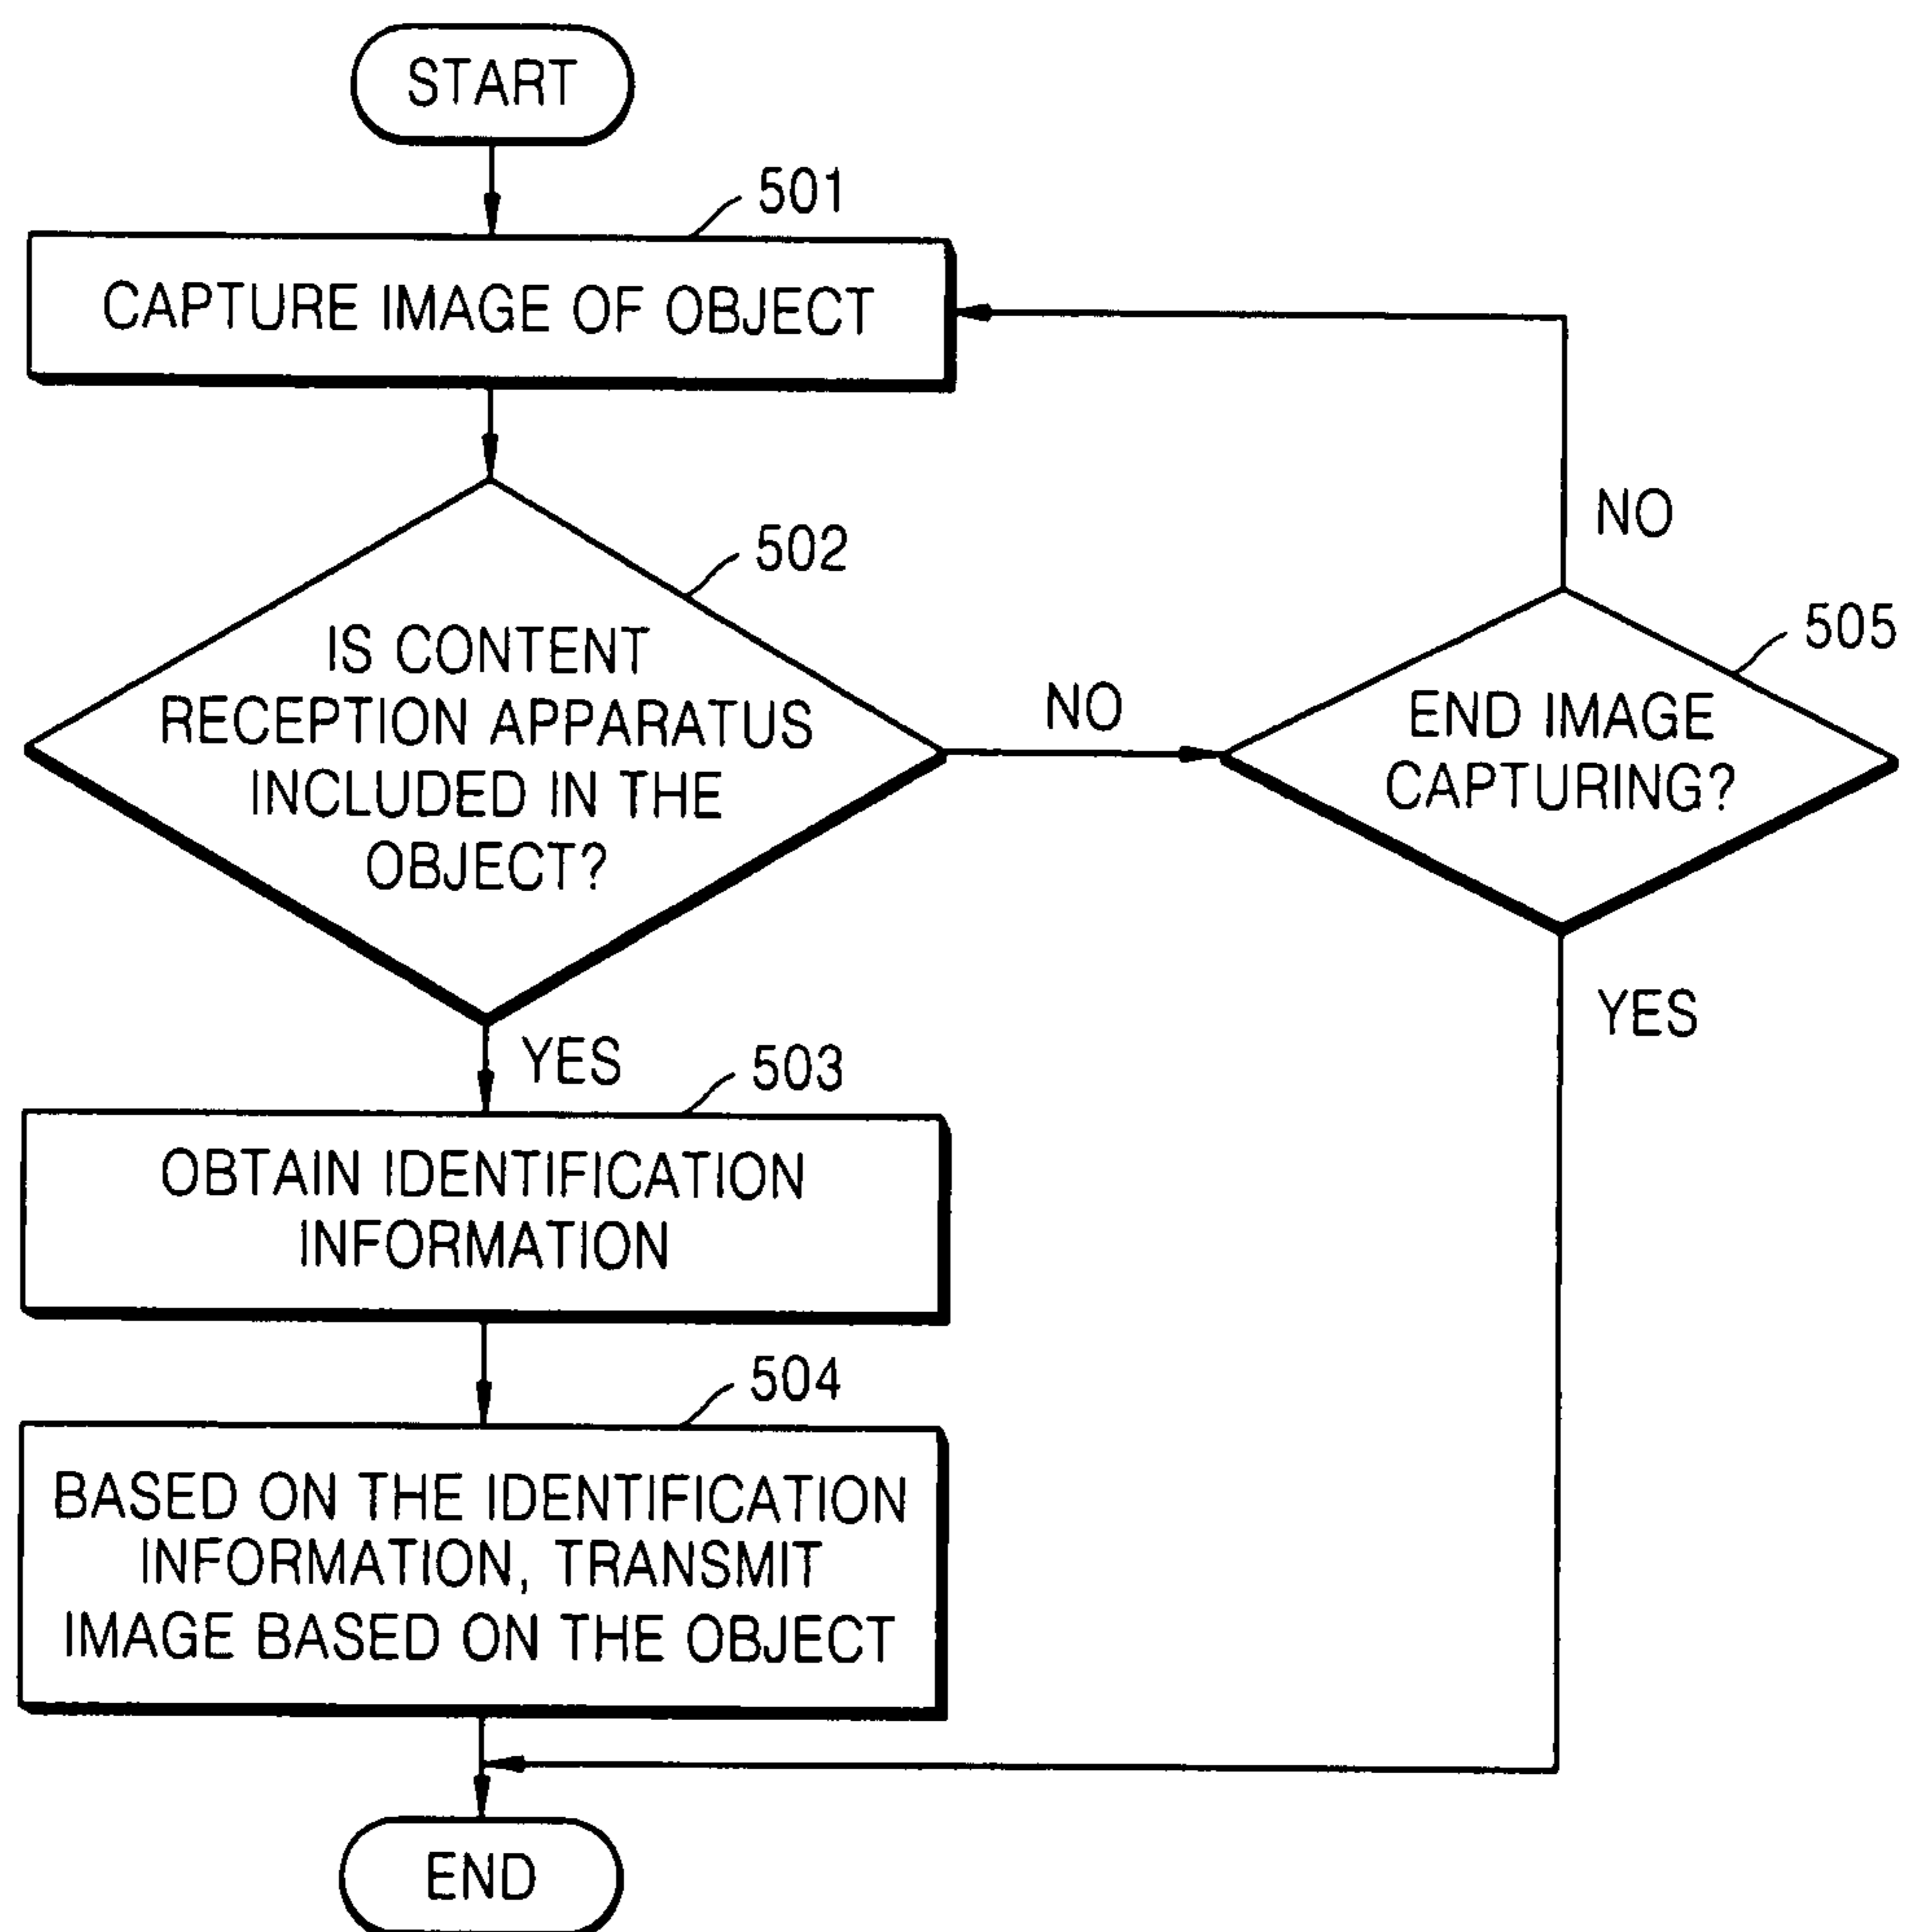 START
501
CAPTURE IMAGE OF OBJECT
NO
502
IS CONTENT
RECEPTION APPARATUS
INCLUDED IN THE
OBJECT?
NO
505
END IMAGE
CAPTURING?
YES
YES
503
OBTAIN IDENTIFICATION
INFORMATION
504
BASED ON THE IDENTIFICATION
INFORMATION, TRANSMIT
IMAGE BASED ON THE OBJECT
END